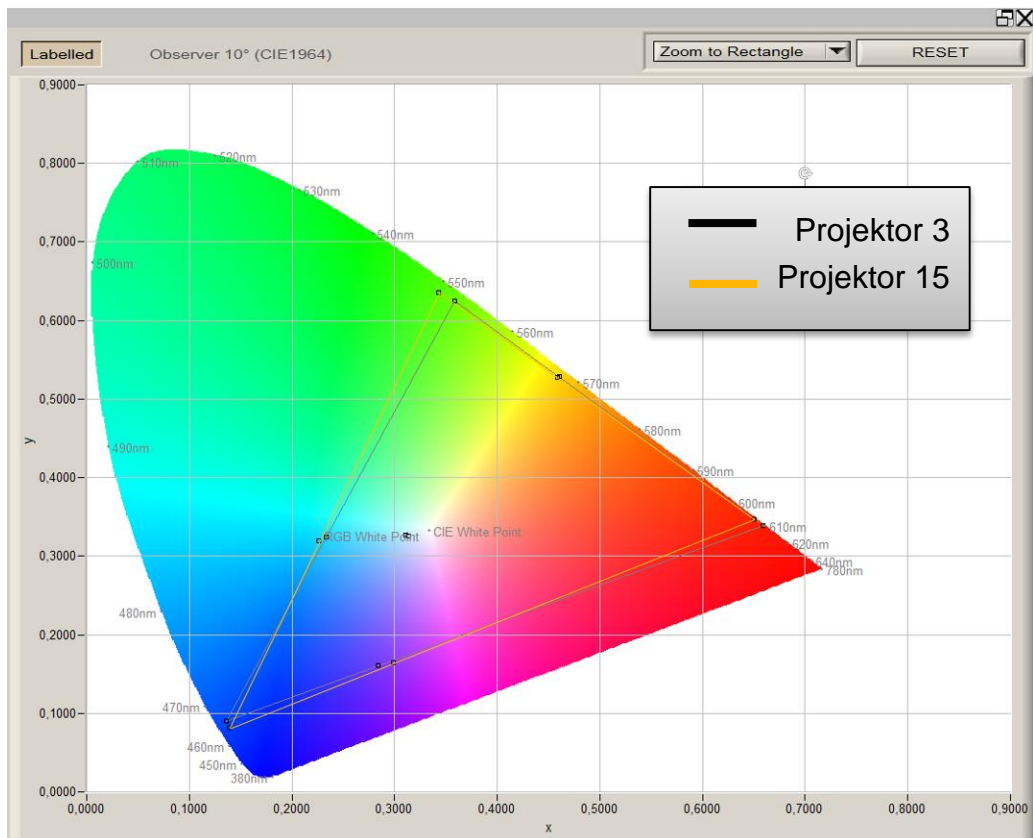 Labelled
Observer 10° (CIE1964)
Zoom to Rectangle
RESET
0,9000
0,8000
0,7000
0,6000
0,5000
0,4000
0,3000
0,2000
0,1000
0,0000
y
510nm
520nm
530nm
540nm
500nm
550nm
560nm
570nm
490nm
580nm
590nm
600nm
610nm
RGB White Point
CIE White Point
620nm
640nm
780nm
480nm
470nm
460nm
450nm
380nm
Projektor 3
Projektor 15
0,0000
0,1000
0,2000
0,3000
0,4000
0,5000
0,6000
0,7000
0,8000
0,9000
x